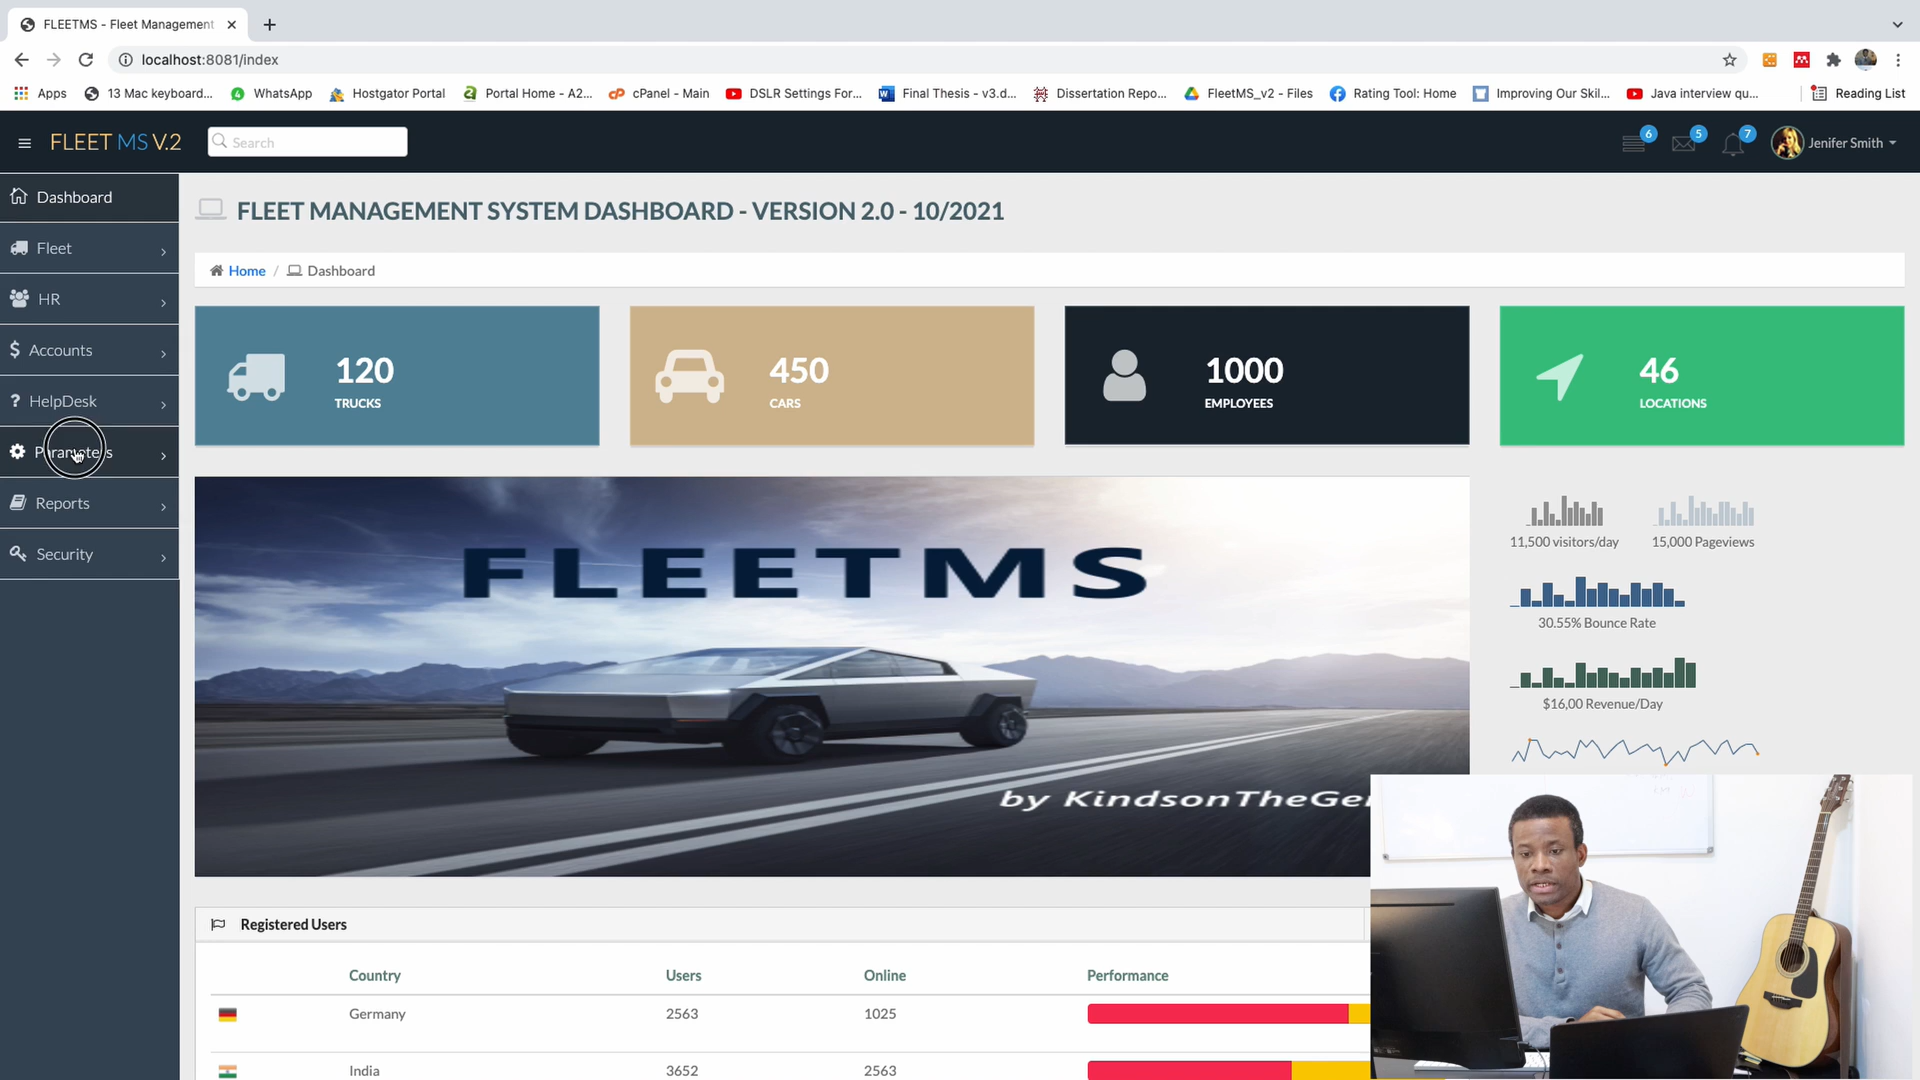 FLEETMS - Fleet Management
localhost:8081/index
Apps
13 Mac keyboard...
WhatsApp
Hostgator Portal
Portal Home - A2...
cPanel - Main
DSLR Settings For...
Final Thesis - v3.d...
Dissertation Repo...
FleetMS_v2 - Files
Rating Tool: Home
Improving Our Skil...
Java interview qu...
Reading List
FLEET MS V.2
Search
6
5
7
Jenifer Smith
Dashboard
Fleet
HR
Accounts
HelpDesk
Parameters
Reports
Security
FLEET MANAGEMENT SYSTEM DASHBOARD - VERSION 2.0 - 10/2021
Home / Dashboard
120
TRUCKS
450
CARS
1000
EMPLOYEES
46
LOCATIONS
FLEETMS
by KindsonTheGe
11,500 visitors/day
15,000 Pageviews
30.55% Bounce Rate
$16,00 Revenue/Day
Registered Users
Country Users Online Performance
Germany 2563 1025
India 3652 2563